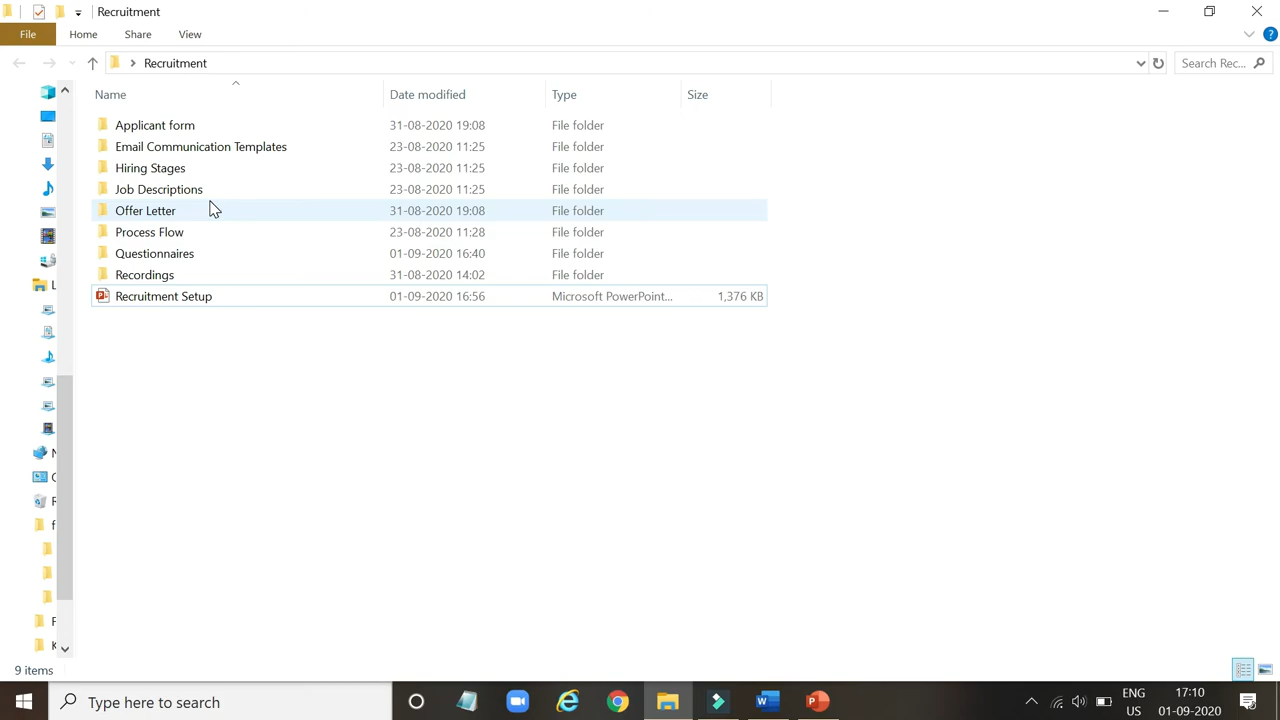 Recruitment
File Home Share View
Recruitment Search Rec...
Name Date modified Type Size
Applicant form 31-08-2020 19:08 File folder
Email Communication Templates 23-08-2020 11:25 File folder
Hiring Stages 23-08-2020 11:25 File folder
Job Descriptions 23-08-2020 11:25 File folder
Offer Letter 31-08-2020 19:08 File folder
Process Flow 23-08-2020 11:28 File folder
Questionnaires 01-09-2020 16:40 File folder
Recordings 31-08-2020 14:02 File folder
Recruitment Setup 01-09-2020 16:56 Microsoft PowerPoint... 1,376 KB
9 items
Type here to search ENG 17:10
US 01-09-2020